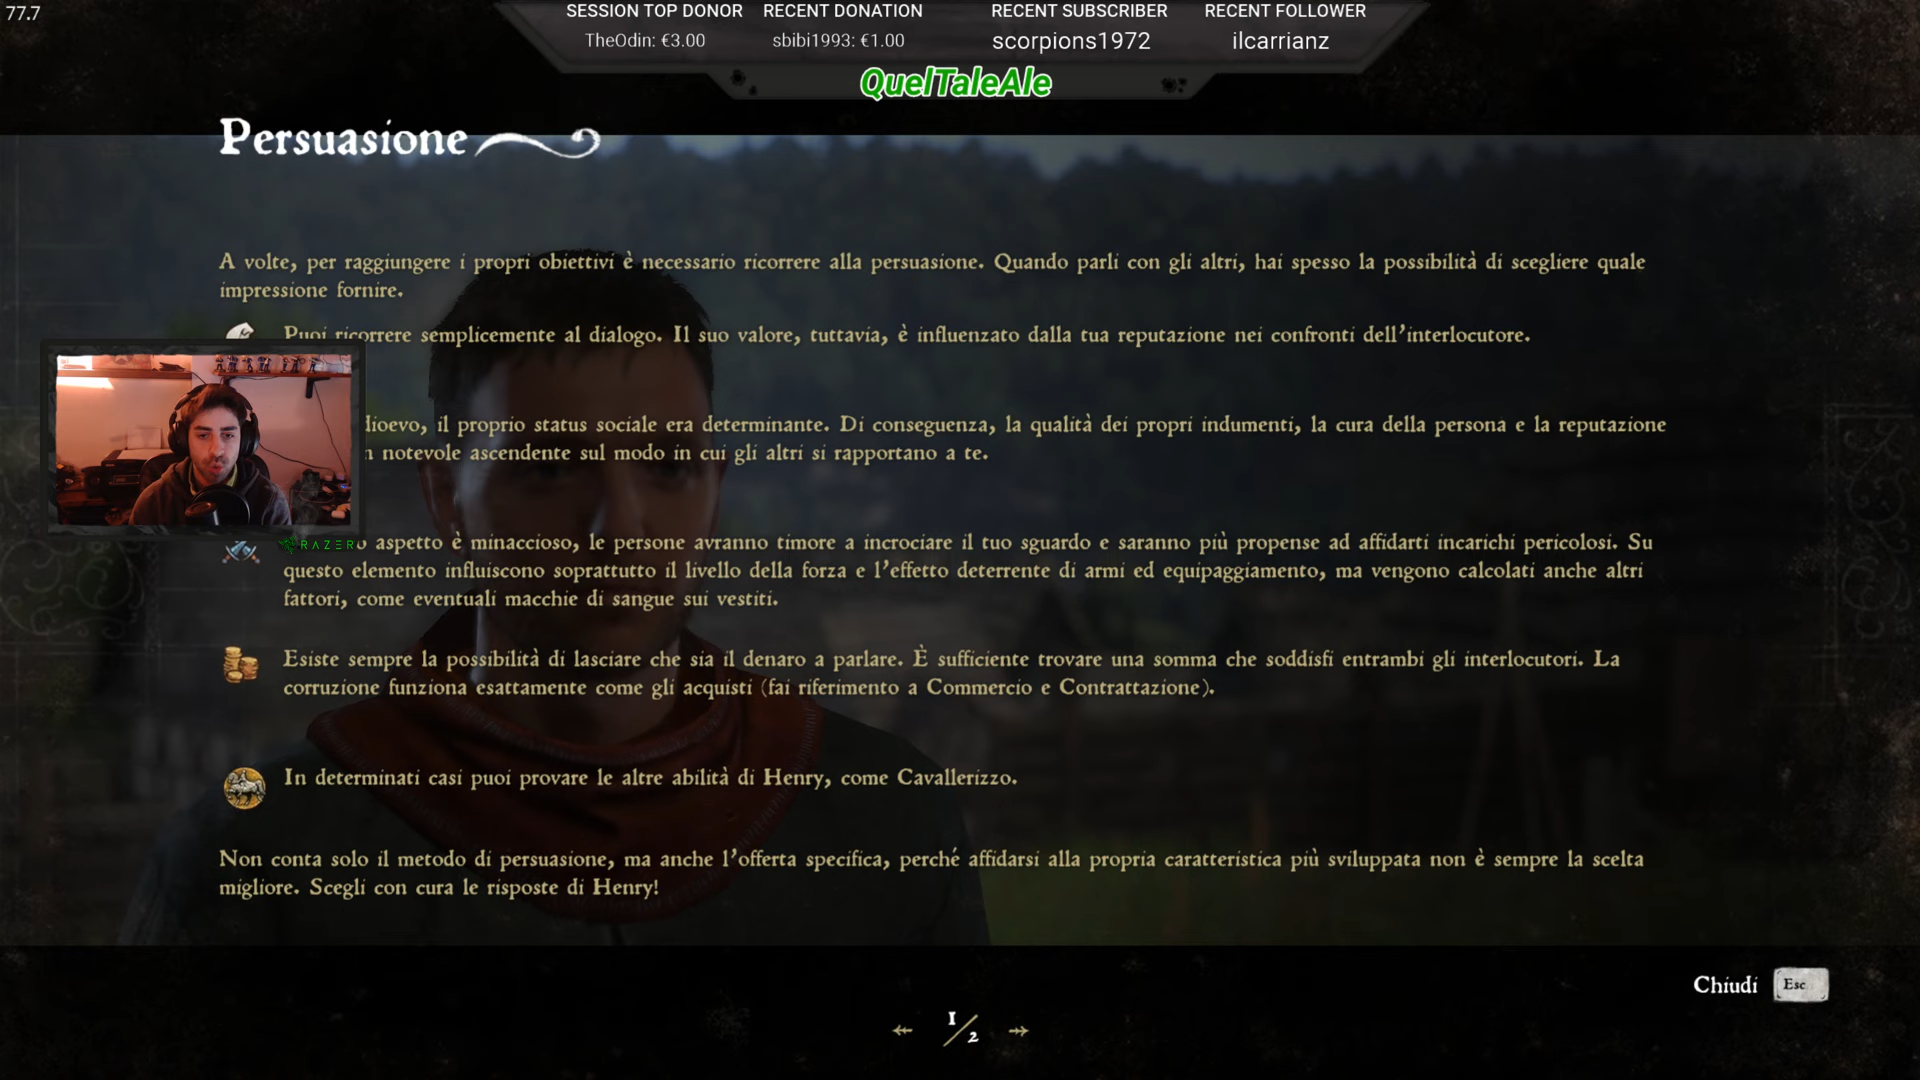 77.7
SESSION TOP DONOR RECENT DONATION RECENT SUBSCRIBER RECENT FOLLOWER
TheOdin: €3.00 sbibi1993: €1.00 scorpions1972 ilcarrianz
QuelTaleAle
Persuasione
A volte, per raggiungere i propri obiettivi è necessario ricorrere alla persuasione. Quando parli con gli altri, hai spesso la possibilità di scegliere quale
impressione fornire.
Puoi ricorrere semplicemente al dialogo. Il suo valore, tuttavia, è influenzato dalla tua reputazione nei confronti dell'interlocutore.
il proprio status sociale era determinante. Di conseguenza, la qualità dei propri indumenti, la cura della persona e la reputazione
notevole ascendente sul modo in cui gli altri si rapportano a te.
RAZER
aspetto è minaccioso, le persone avranno timore a incrociare il tuo sguardo e saranno più propense ad affidarti incarichi pericolosi. Su
questo elemento influiscono soprattutto il livello della forza e l'effetto deterrente di armi ed equipaggiamento, ma vengono calcolati anche altri
fattori, come eventuali macchie di sangue sui vestiti.
Esiste sempre la possibilità di lasciare che sia il denaro a parlare. È sufficiente trovare una somma che soddisfi entrambi gli interlocutori. La
corruzione funziona esattamente come gli acquisti (fai riferimento a Commercio e Contrattazione).
In determinati casi puoi provare le altre abilità di Henry, come Cavallerizzo.
Non conta solo il metodo di persuasione, ma anche l'offerta specifica, perché affidarsi alla propria caratteristica più sviluppata non è sempre la scelta
migliore. Scegli con cura le risposte di Henry!
Chiudi Esc
1/2